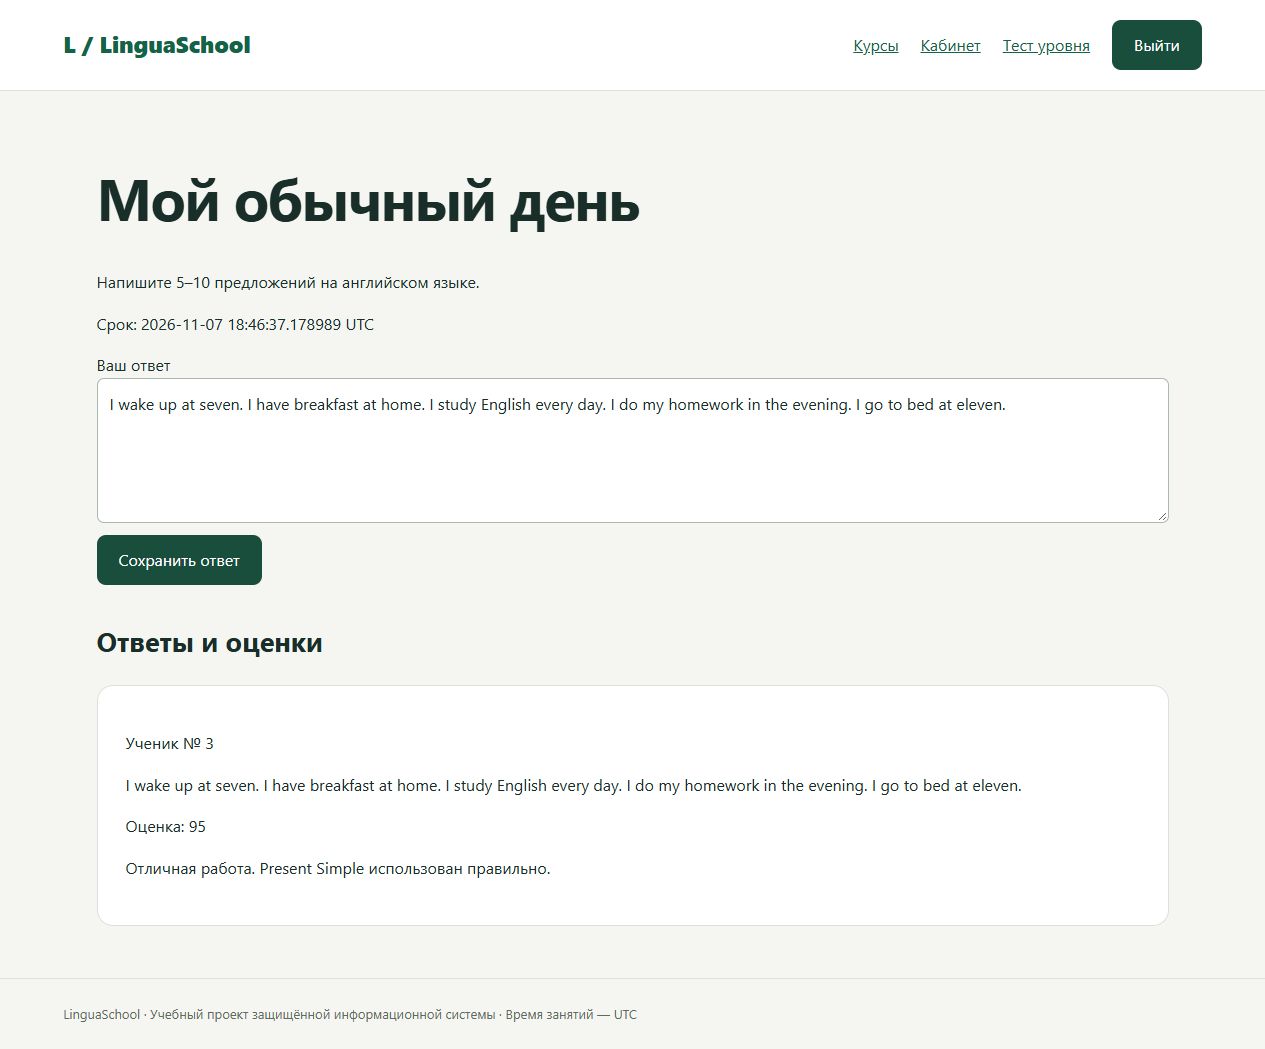 L / LinguaSchool
Курсы Кабинет Тест уровня Выйти
Мой обычный день
Напишите 5–10 предложений на английском языке.
Срок: 2026-11-07 18:46:37.178989 UTC
Ваш ответ
I wake up at seven. I have breakfast at home. I study English every day. I do my homework in the evening. I go to bed at eleven.
Сохранить ответ
Ответы и оценки
Ученик № 3
I wake up at seven. I have breakfast at home. I study English every day. I do my homework in the evening. I go to bed at eleven.
Оценка: 95
Отличная работа. Present Simple использован правильно.
LinguaSchool · Учебный проект защищённой информационной системы · Время занятий — UTC